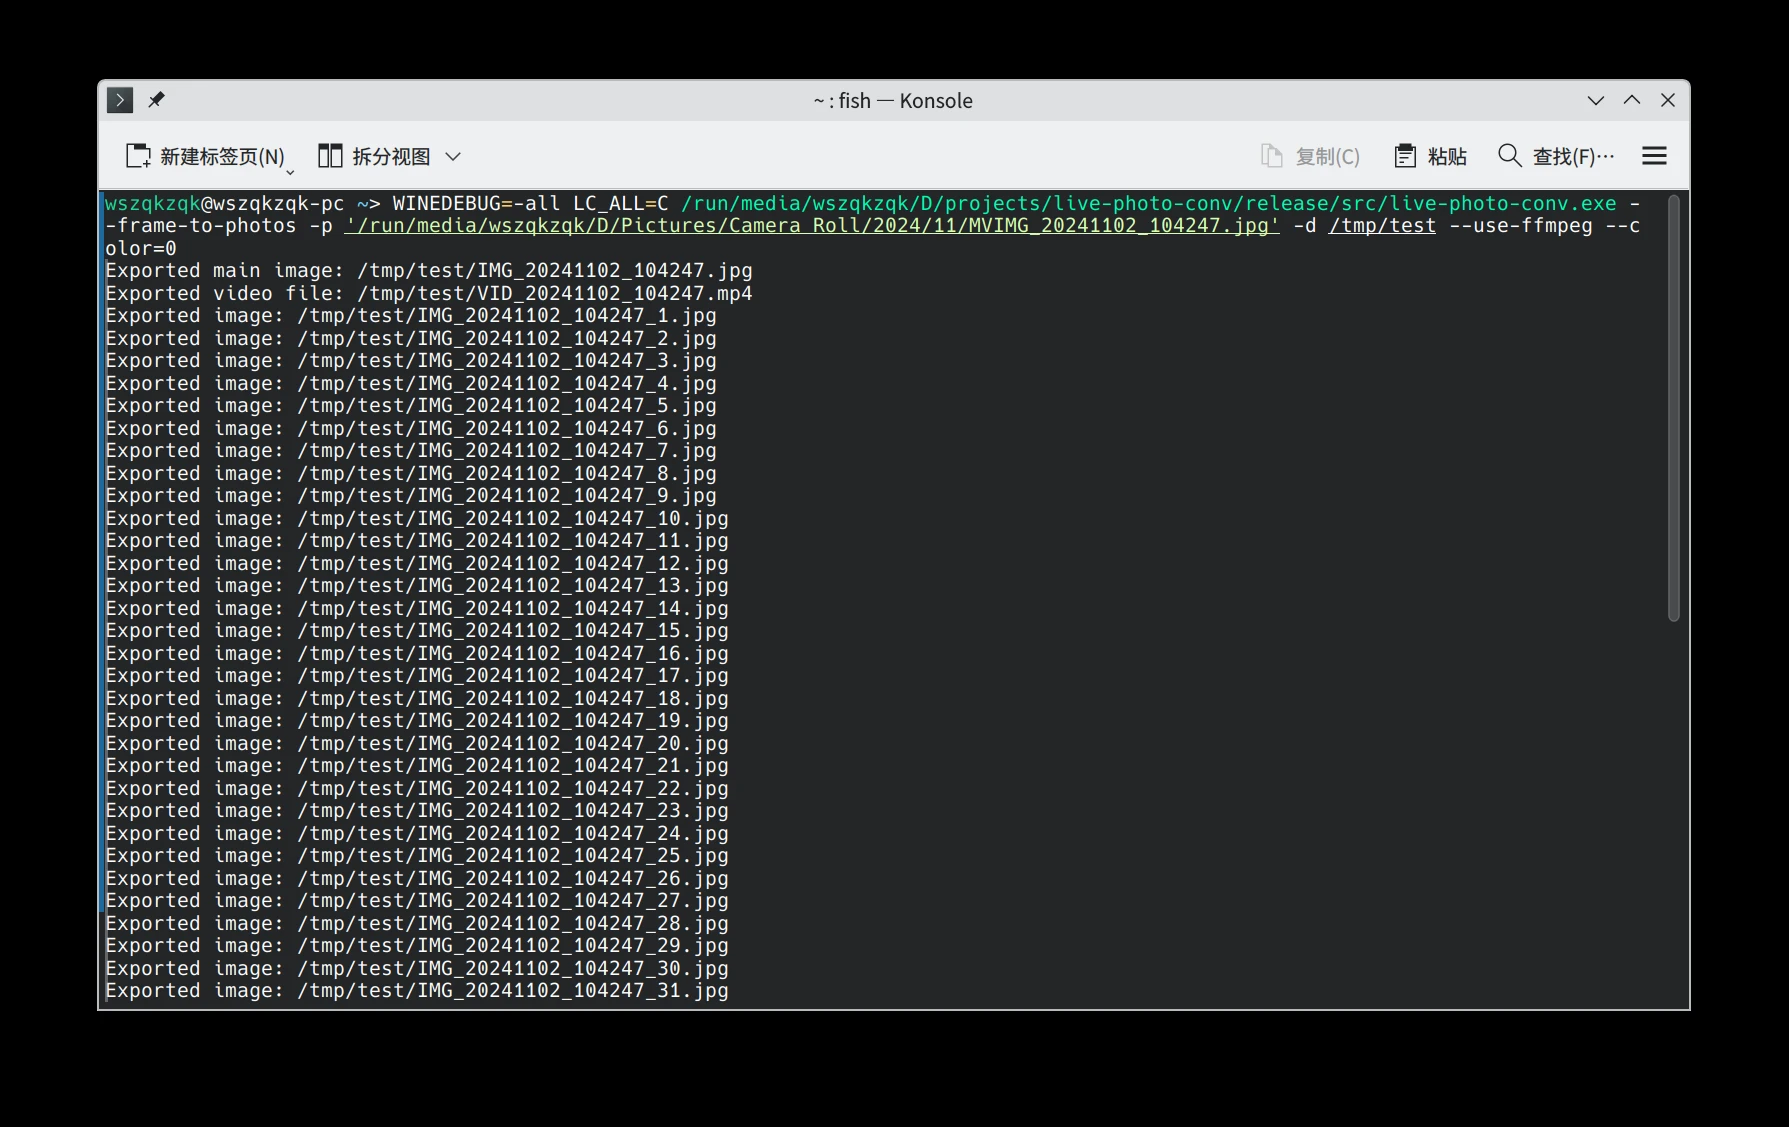 ~ : fish — Konsole
新建标签页(N) 拆分视图 复制(C) 粘贴 查找(F)…
wszqkzqk@wszqkzqk-pc ~> WINEDEBUG=-all LC_ALL=C /run/media/wszqkzqk/D/projects/live-photo-conv/release/src/live-photo-conv.exe -
-frame-to-photos -p '/run/media/wszqkzqk/D/Pictures/Camera Roll/2024/11/MVIMG_20241102_104247.jpg' -d /tmp/test --use-ffmpeg --c
olor=0
Exported main image: /tmp/test/IMG_20241102_104247.jpg
Exported video file: /tmp/test/VID_20241102_104247.mp4
Exported image: /tmp/test/IMG_20241102_104247_1.jpg
Exported image: /tmp/test/IMG_20241102_104247_2.jpg
Exported image: /tmp/test/IMG_20241102_104247_3.jpg
Exported image: /tmp/test/IMG_20241102_104247_4.jpg
Exported image: /tmp/test/IMG_20241102_104247_5.jpg
Exported image: /tmp/test/IMG_20241102_104247_6.jpg
Exported image: /tmp/test/IMG_20241102_104247_7.jpg
Exported image: /tmp/test/IMG_20241102_104247_8.jpg
Exported image: /tmp/test/IMG_20241102_104247_9.jpg
Exported image: /tmp/test/IMG_20241102_104247_10.jpg
Exported image: /tmp/test/IMG_20241102_104247_11.jpg
Exported image: /tmp/test/IMG_20241102_104247_12.jpg
Exported image: /tmp/test/IMG_20241102_104247_13.jpg
Exported image: /tmp/test/IMG_20241102_104247_14.jpg
Exported image: /tmp/test/IMG_20241102_104247_15.jpg
Exported image: /tmp/test/IMG_20241102_104247_16.jpg
Exported image: /tmp/test/IMG_20241102_104247_17.jpg
Exported image: /tmp/test/IMG_20241102_104247_18.jpg
Exported image: /tmp/test/IMG_20241102_104247_19.jpg
Exported image: /tmp/test/IMG_20241102_104247_20.jpg
Exported image: /tmp/test/IMG_20241102_104247_21.jpg
Exported image: /tmp/test/IMG_20241102_104247_22.jpg
Exported image: /tmp/test/IMG_20241102_104247_23.jpg
Exported image: /tmp/test/IMG_20241102_104247_24.jpg
Exported image: /tmp/test/IMG_20241102_104247_25.jpg
Exported image: /tmp/test/IMG_20241102_104247_26.jpg
Exported image: /tmp/test/IMG_20241102_104247_27.jpg
Exported image: /tmp/test/IMG_20241102_104247_28.jpg
Exported image: /tmp/test/IMG_20241102_104247_29.jpg
Exported image: /tmp/test/IMG_20241102_104247_30.jpg
Exported image: /tmp/test/IMG_20241102_104247_31.jpg